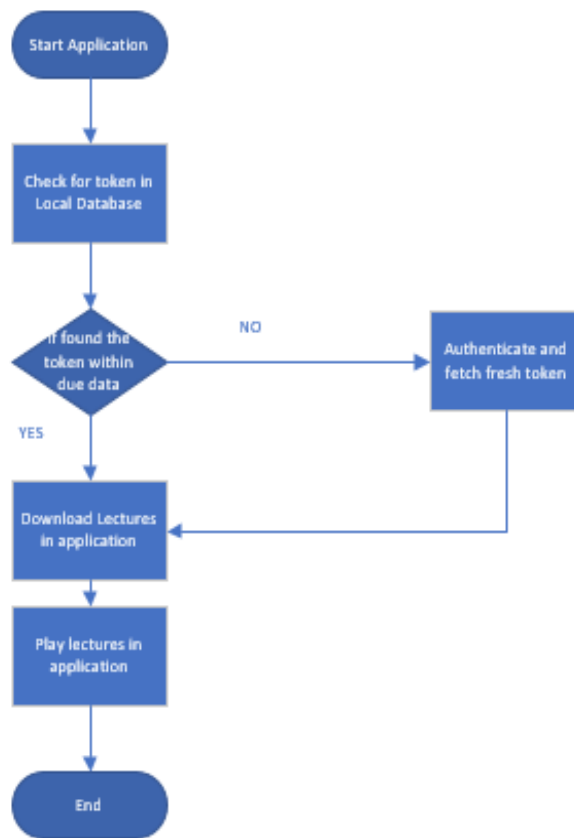 Start Application
Check for token in
Local Database
If found the
token within
due data
NO
Authenticate and
fetch fresh token
YES
Download Lectures
in application
Play lectures in
application
End